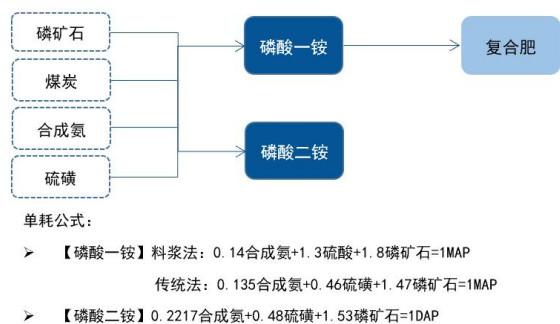 磷矿石
煤炭
合成氨
硫磺
磷酸一铵
磷酸二铵
复合肥
单耗公式：
➢ 【磷酸一铵】料浆法：0.14合成氨+1.3硫酸+1.8磷矿石=1MAP
传统法：0.135合成氨+0.46硫磺+1.47磷矿石=1MAP
➢ 【磷酸二铵】0.2217合成氨+0.48硫磺+1.53磷矿石=1DAP